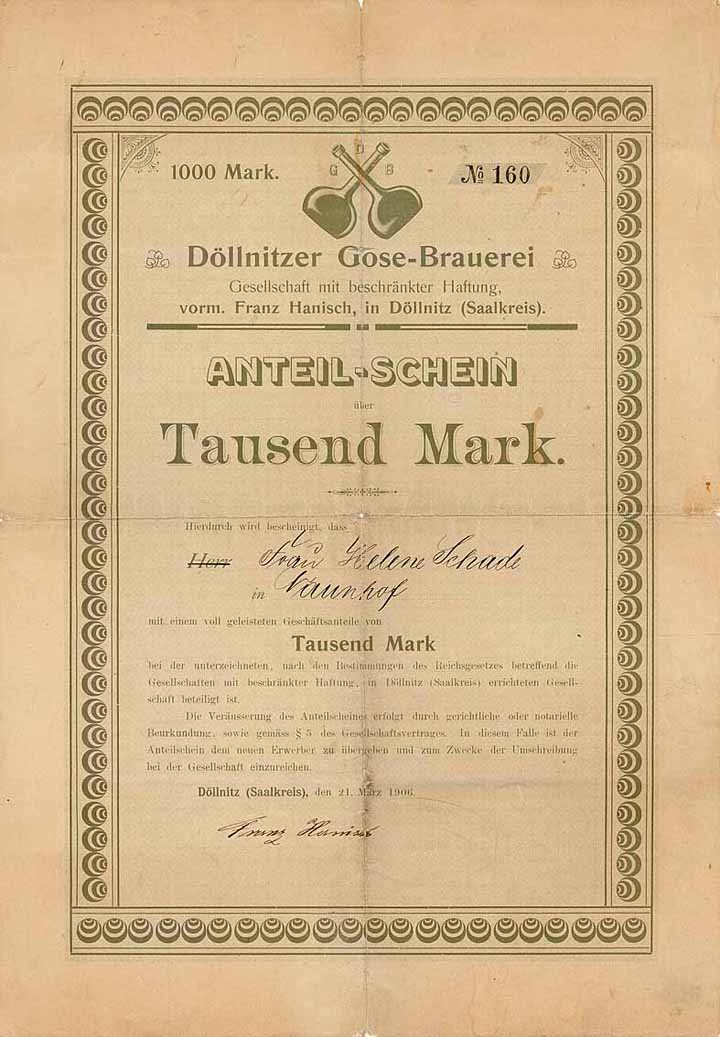 D
G B
1000 Mark.
№ 160
Döllnitzer Gose-Brauerei
Gesellschaft mit beschränkter Haftung,
vorm. Franz Hanisch, in Döllnitz (Saalkreis).
ANTEIL-SCHEIN
über
Tausend Mark.
Hierdurch wird bescheinigt, dass
Herr Frau Helene Schade
in Naunhof
mit einem voll geleisteten Geschäftsanteile von
Tausend Mark
bei der unterzeichneten, nach den Bestimmungen des Reichsgesetzes betreffend die
Gesellschaften mit beschränkter Haftung, in Döllnitz (Saalkreis) errichteten Gesell-
schaft beteiligt ist.
Die Veräusserung des Anteilscheines erfolgt durch gerichtliche oder notarielle
Beurkundung, sowie gemäss § 5 des Gesellschaftsvertrages. In diesem Falle ist der
Anteilschein dem neuen Erwerber zu übergeben und zum Zwecke der Umschreibung
bei der Gesellschaft einzureichen.
Döllnitz (Saalkreis), den 21. März 1906.
Franz Hanisch